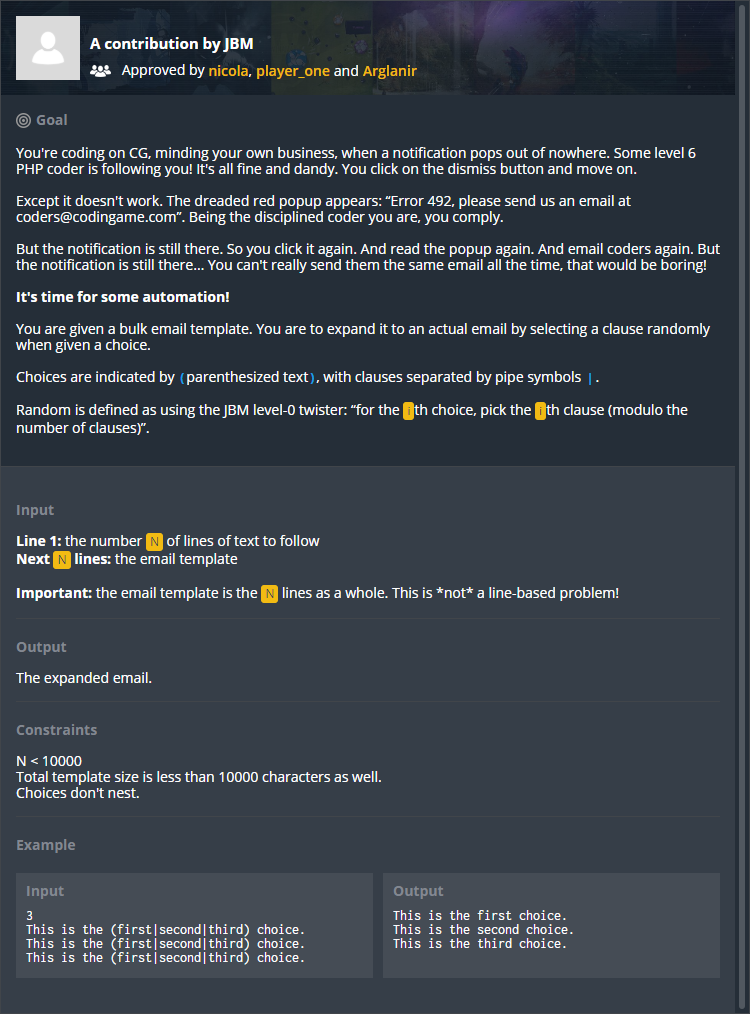 A contribution by JBM
Approved by nicola, player_one and Arglanir
Goal
You're coding on CG, minding your own business, when a notification pops out of nowhere. Some level 6
PHP coder is following you! It's all fine and dandy. You click on the dismiss button and move on.
Except it doesn't work. The dreaded red popup appears: “Error 492, please send us an email at
coders@codingame.com”. Being the disciplined coder you are, you comply.
But the notification is still there. So you click it again. And read the popup again. And email coders again. But
the notification is still there... You can't really send them the same email all the time, that would be boring!
It's time for some automation!
You are given a bulk email template. You are to expand it to an actual email by selecting a clause randomly
when given a choice.
Choices are indicated by (parenthesized text), with clauses separated by pipe symbols |.
Random is defined as using the JBM level-0 twister: “for the i th choice, pick the i th clause (modulo the
number of clauses)”.
Input
Line 1: the number N of lines of text to follow
Next N lines: the email template
Important: the email template is the N lines as a whole. This is *not* a line-based problem!
Output
The expanded email.
Constraints
N < 10000
Total template size is less than 10000 characters as well.
Choices don't nest.
Example
Input
3
This is the (first|second|third) choice.
This is the (first|second|third) choice.
This is the (first|second|third) choice.
Output
This is the first choice.
This is the second choice.
This is the third choice.